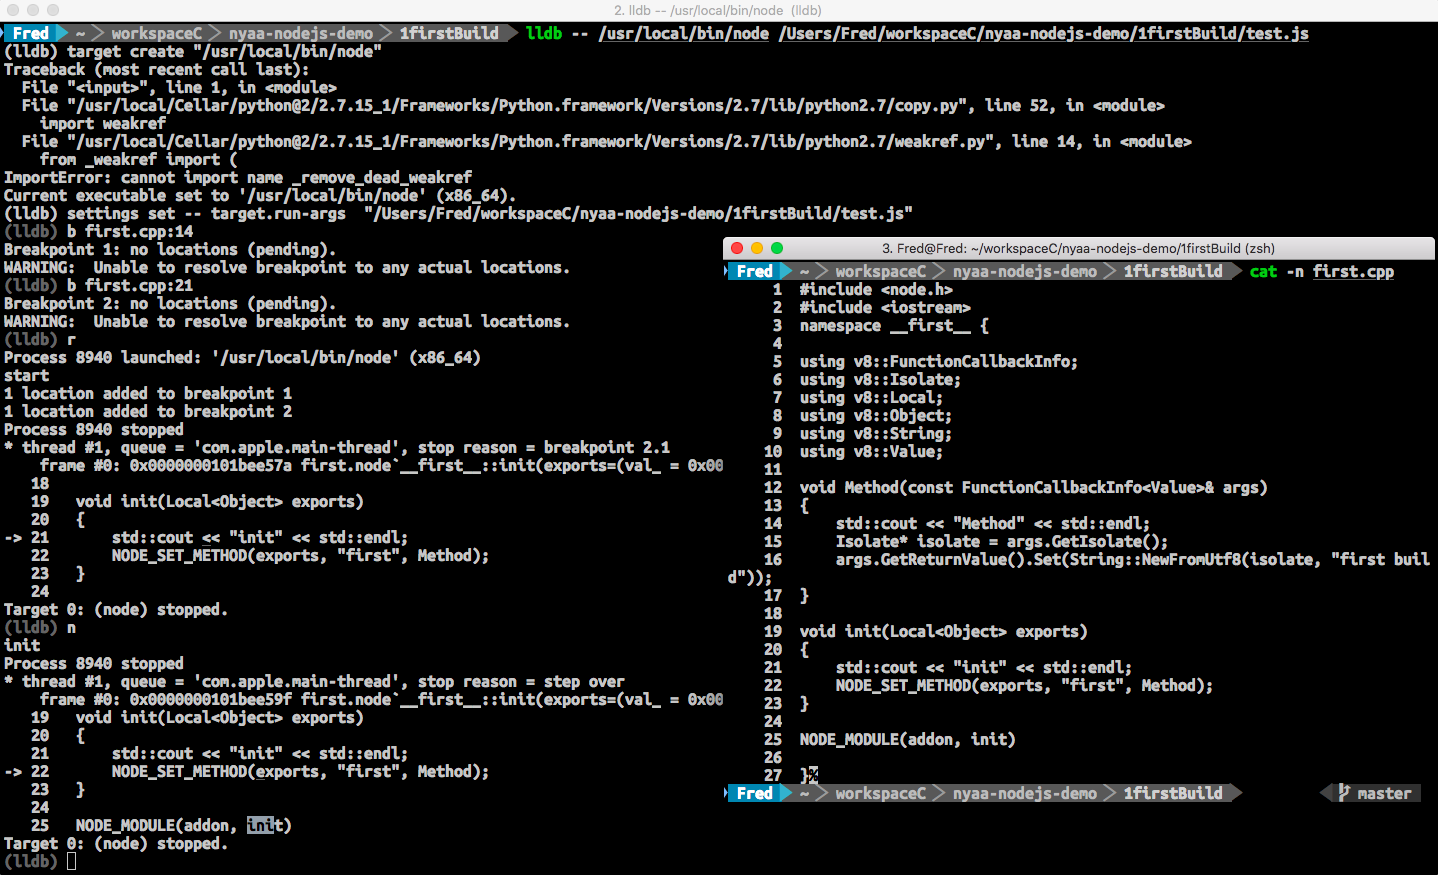 2. lldb -- /usr/local/bin/node (lldb)
Fred ~ workspaceC nyaa-nodejs-demo 1firstBuild lldb -- /usr/local/bin/node /Users/Fred/workspaceC/nyaa-nodejs-demo/1firstBuild/test.js
(lldb) target create "/usr/local/bin/node"
Traceback (most recent call last):
  File "<input>", line 1, in <module>
  File "/usr/local/Cellar/python@2/2.7.15_1/Frameworks/Python.framework/Versions/2.7/lib/python2.7/copy.py", line 52, in <module>
    import weakref
  File "/usr/local/Cellar/python@2/2.7.15_1/Frameworks/Python.framework/Versions/2.7/lib/python2.7/weakref.py", line 14, in <module>
    from _weakref import (
ImportError: cannot import name _remove_dead_weakref
Current executable set to '/usr/local/bin/node' (x86_64).
(lldb) settings set -- target.run-args  "/Users/Fred/workspaceC/nyaa-nodejs-demo/1firstBuild/test.js"
(lldb) b first.cpp:14
Breakpoint 1: no locations (pending).
WARNING:  Unable to resolve breakpoint to any actual locations.
(lldb) b first.cpp:21
Breakpoint 2: no locations (pending).
WARNING:  Unable to resolve breakpoint to any actual locations.
(lldb) r
Process 8940 launched: '/usr/local/bin/node' (x86_64)
start
1 location added to breakpoint 1
1 location added to breakpoint 2
Process 8940 stopped
* thread #1, queue = 'com.apple.main-thread', stop reason = breakpoint 2.1
    frame #0: 0x0000000101bee57a first.node`__first__::init(exports=(val_ = 0x00
   18
   19   void init(Local<Object> exports)
   20   {
-> 21       std::cout << "init" << std::endl;
   22       NODE_SET_METHOD(exports, "first", Method);
   23   }
   24
Target 0: (node) stopped.
(lldb) n
init
Process 8940 stopped
* thread #1, queue = 'com.apple.main-thread', stop reason = step over
    frame #0: 0x0000000101bee59f first.node`__first__::init(exports=(val_ = 0x00
   19   void init(Local<Object> exports)
   20   {
   21       std::cout << "init" << std::endl;
-> 22       NODE_SET_METHOD(exports, "first", Method);
   23   }
   24
   25   NODE_MODULE(addon, init)
Target 0: (node) stopped.
(lldb)
3. Fred@Fred: ~/workspaceC/nyaa-nodejs-demo/1firstBuild (zsh)
Fred ~ workspaceC nyaa-nodejs-demo 1firstBuild cat -n first.cpp
     1  #include <node.h>
     2  #include <iostream>
     3  namespace __first__ {
     4
     5  using v8::FunctionCallbackInfo;
     6  using v8::Isolate;
     7  using v8::Local;
     8  using v8::Object;
     9  using v8::String;
    10  using v8::Value;
    11
    12  void Method(const FunctionCallbackInfo<Value>& args)
    13  {
    14      std::cout << "Method" << std::endl;
    15      Isolate* isolate = args.GetIsolate();
    16      args.GetReturnValue().Set(String::NewFromUtf8(isolate, "first buil
d"));
    17  }
    18
    19  void init(Local<Object> exports)
    20  {
    21      std::cout << "init" << std::endl;
    22      NODE_SET_METHOD(exports, "first", Method);
    23  }
    24
    25  NODE_MODULE(addon, init)
    26
    27  }%
Fred ~ workspaceC nyaa-nodejs-demo 1firstBuild master